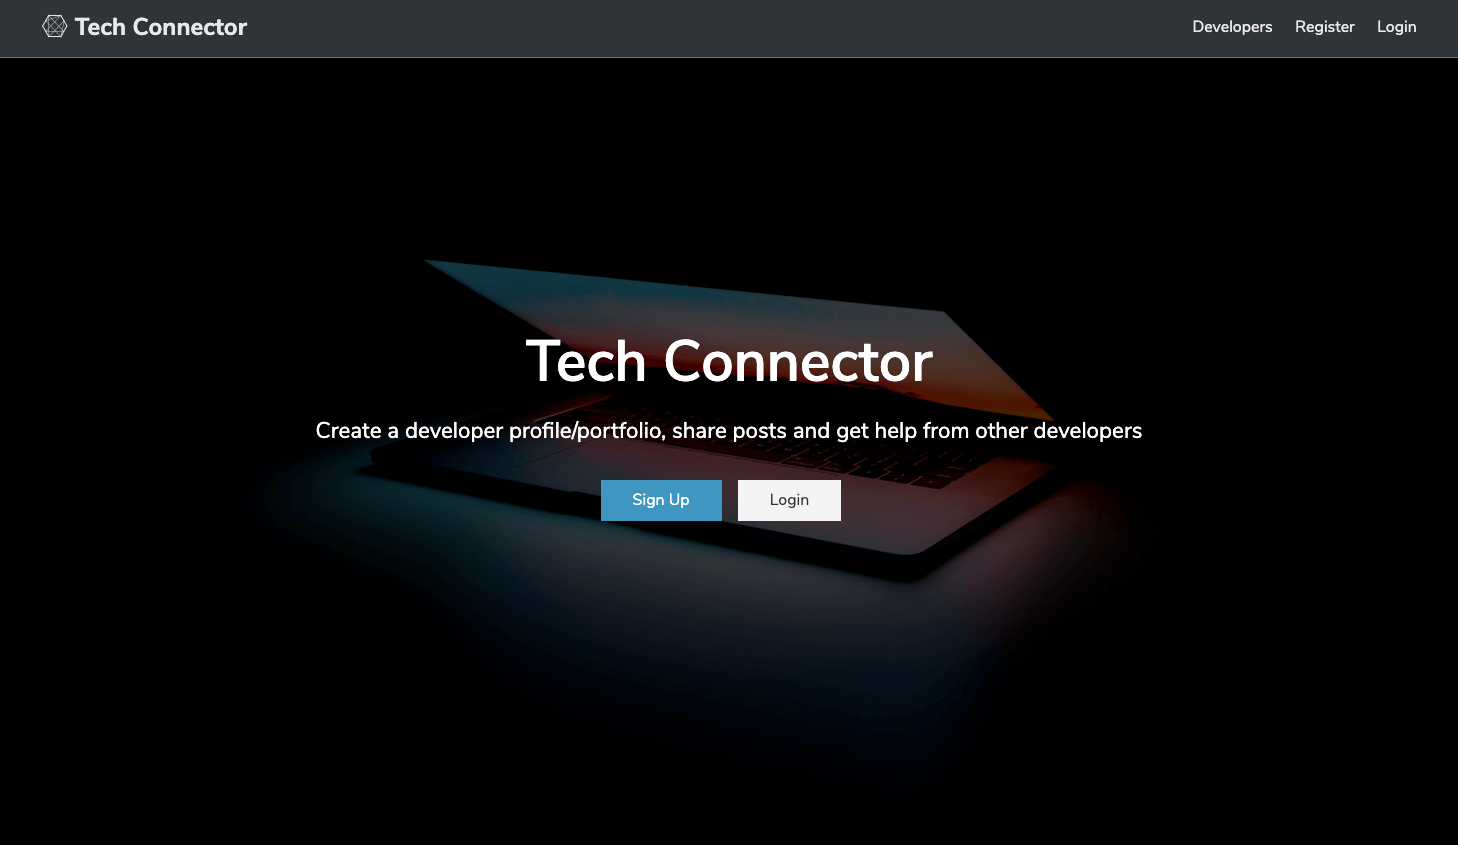 Tech Connector
Developers Register Login
Tech Connector
Create a developer profile/portfolio, share posts and get help from other developers
Sign Up Login